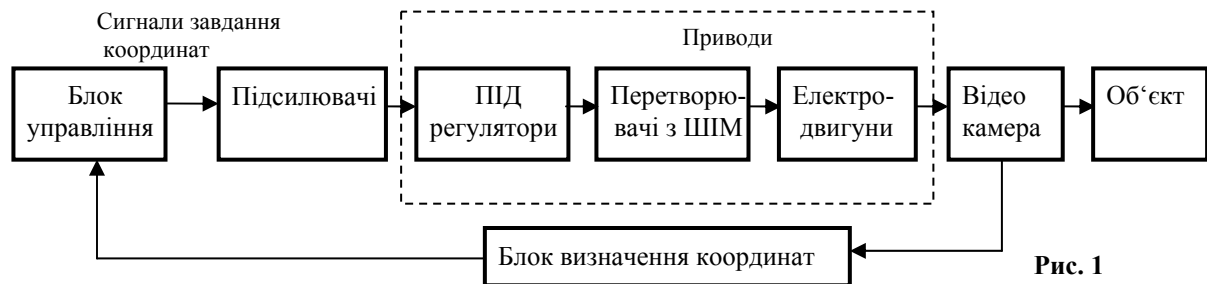 Сигнали завдання
координат
Приводи
Блок
управління
Підсилювачі
ПІД
регулятори
Перетворю-
вачі з ШІМ
Електро-
двигуни
Відео
камера
Об‘єкт
Блок визначення координат
Рис. 1